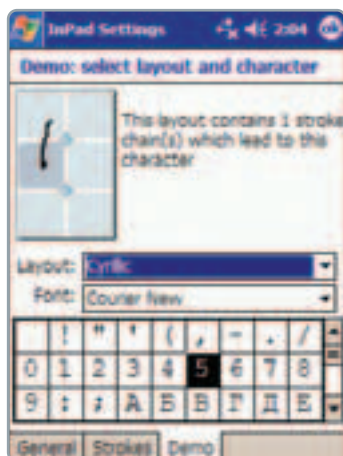 InPad Settings 2:04 ok
Demo: select layout and character
This layout contains 1 stroke
chain(s) which lead to this
character
Layout: Cyrillic
Font: Courier New
! " ' ( , - . /
0 1 2 3 4 5 6 7 8
9 : ; А Б В Г Д Е
General Strokes Demo